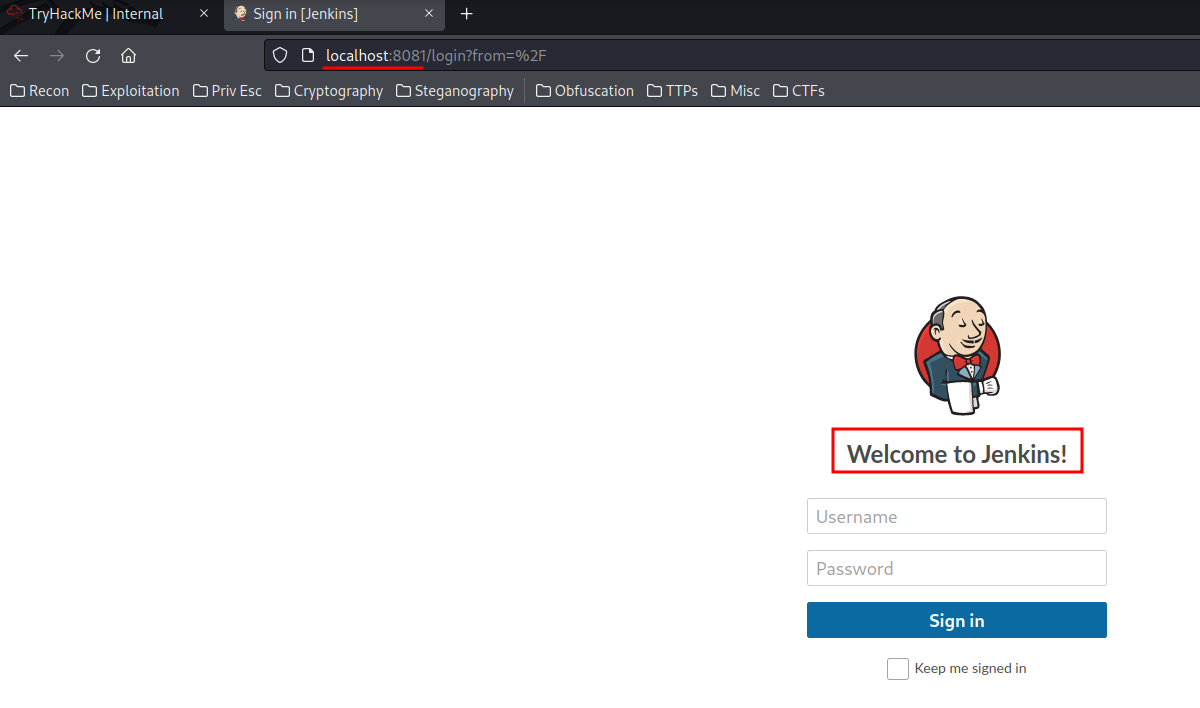 TryHackMe | Internal
Sign in [Jenkins]
localhost:8081/login?from=%2F
Recon Exploitation Priv Esc Cryptography Steganography Obfuscation TTPs Misc CTFs
Welcome to Jenkins!
Username
Password
Sign in
Keep me signed in